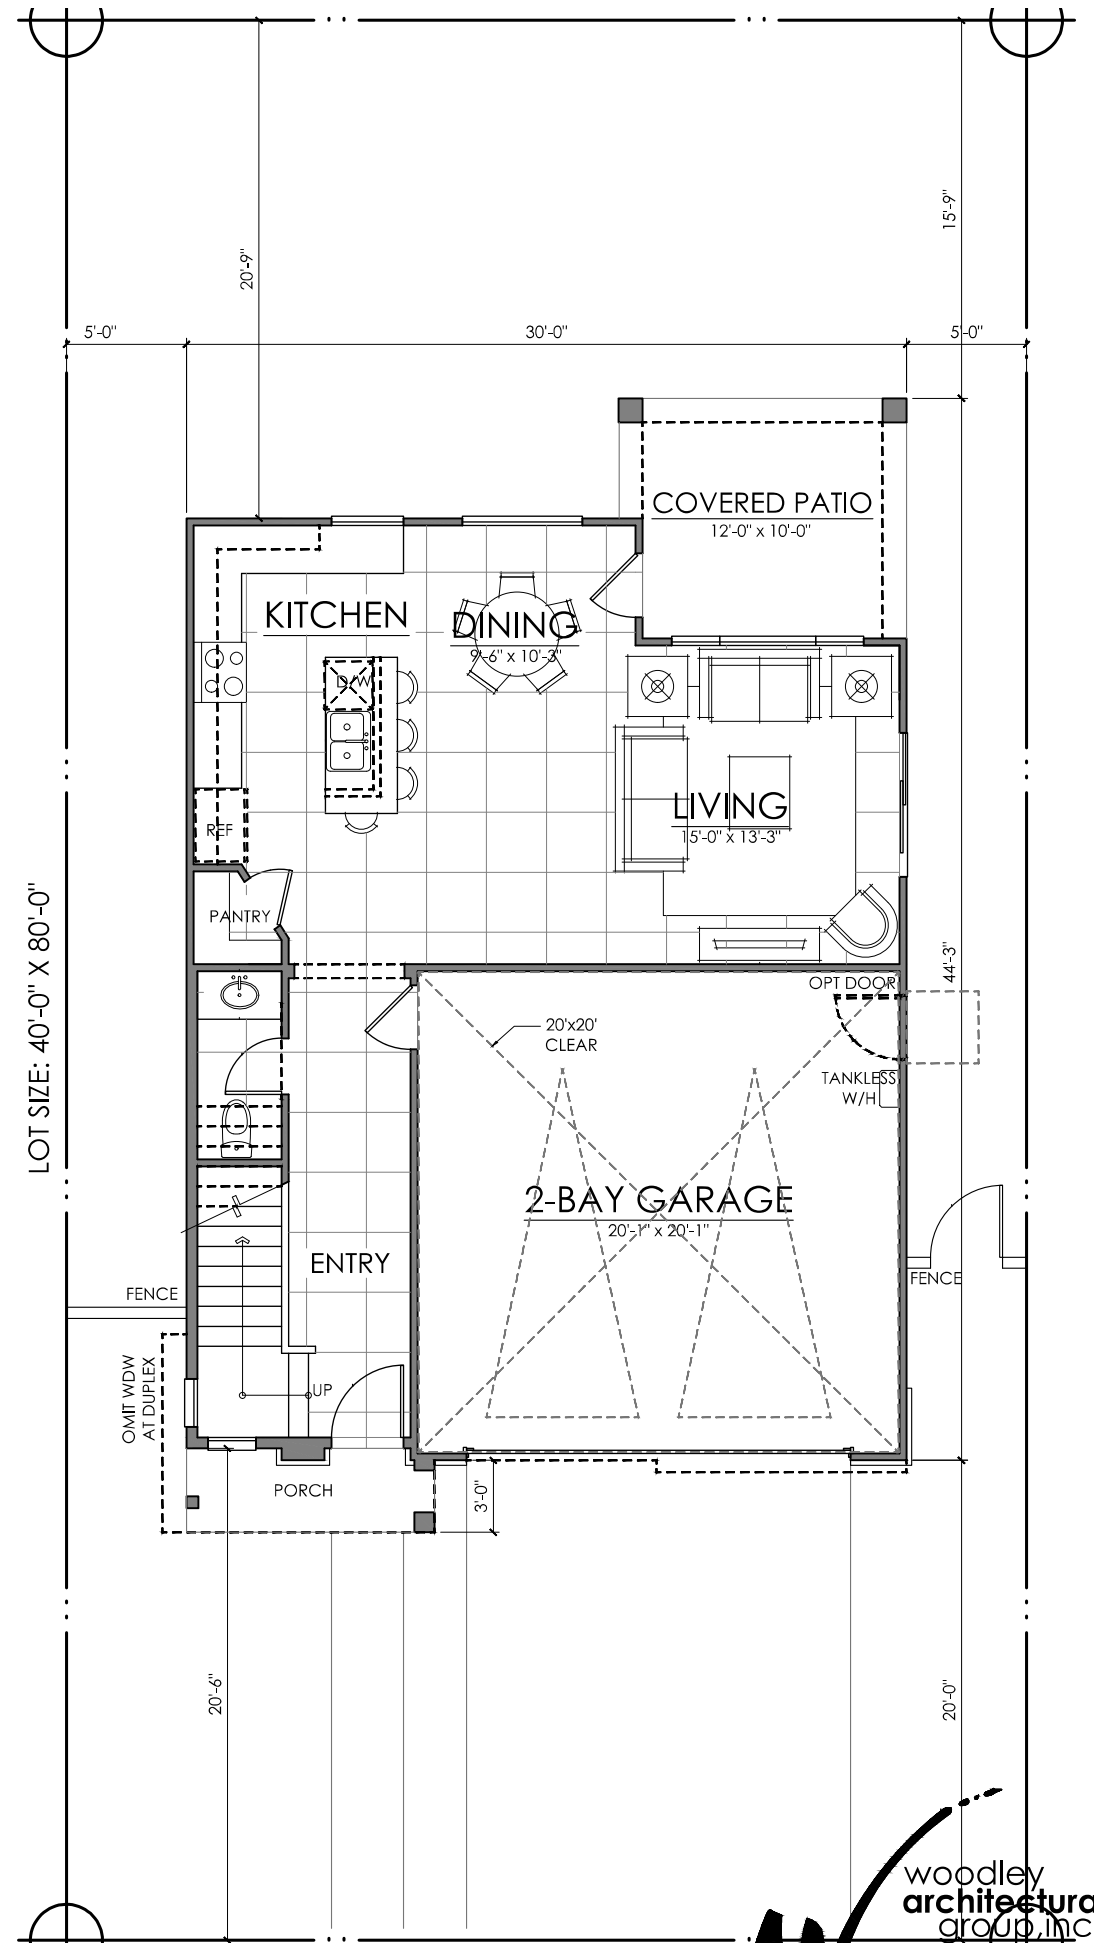 15'-9"
20'-9"
5'-0"
30'-0"
5'-0"
COVERED PATIO
12'-0" x 10'-0"
KITCHEN
DINING
9'-6" x 10'-3"
D/W
LIVING
15'-0" x 13'-3"
REF
PANTRY
LOT SIZE: 40'-0" X 80'-0"
44'-3"
OPT DOOR
20'x20'
CLEAR
TANKLESS
W/H
2-BAY GARAGE
20'-1" x 20'-1"
ENTRY
FENCE
FENCE
OMIT WDW
AT DUPLEX
UP
PORCH
3'-0"
20'-6"
20'-0"
woodley
architectura
group,inc